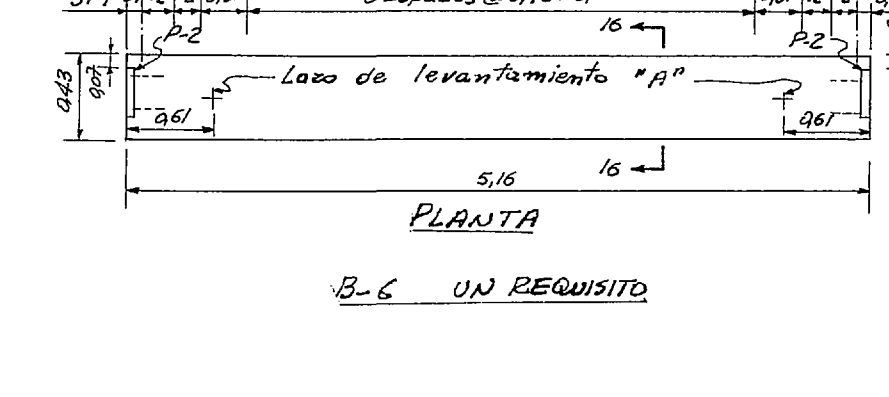 P-2
P-2
16
Lazo de levantamiento "A"
0,43
0,07
0,61
0,61
16
5,16
PLANTA
B-6 UN REQUISITO